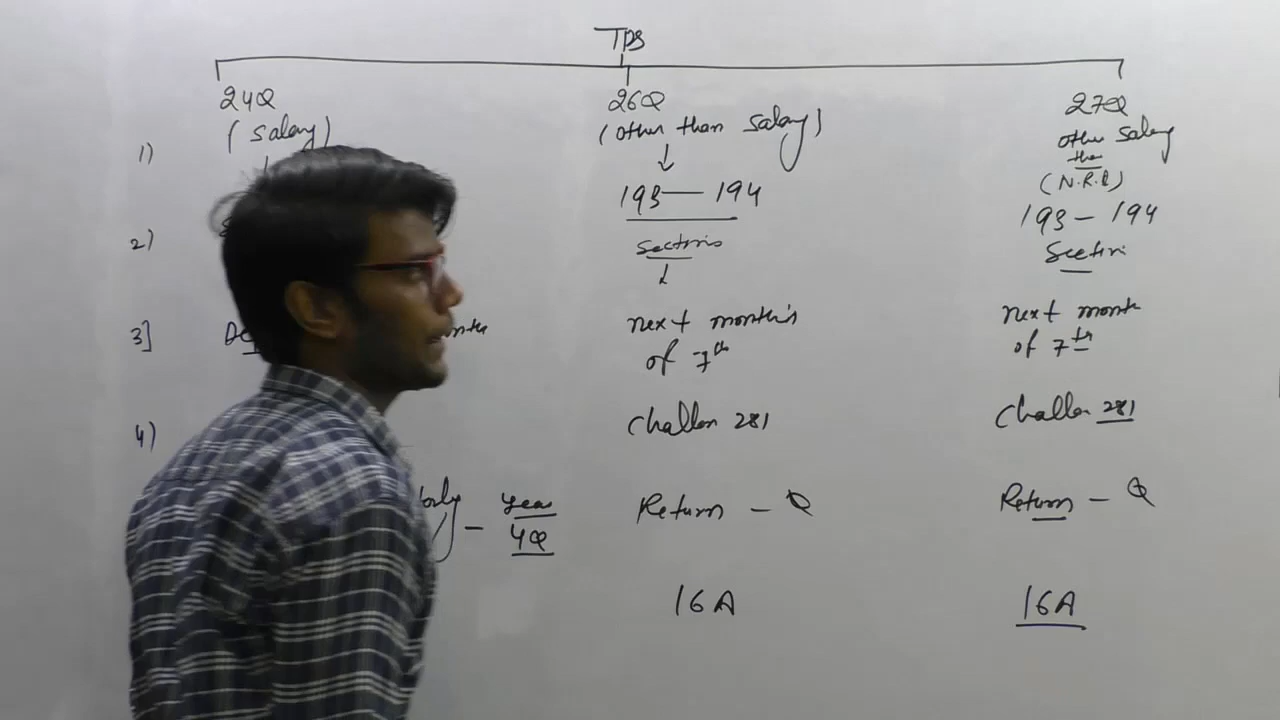 TDS
24Q 26Q 27Q
1) (Salary) (other than Salary) other Salary
than
(N.R.I)
193 — 194 193 – 194
2) Sections Section
3] next month's next month
of 7th of 7th
4) Challan 281 Challan 281
– year Return – Q Return – Q
4Q
16A 16A